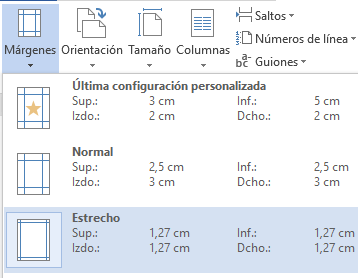 Márgenes Orientación Tamaño Columnas
Saltos
Números de línea
Guiones
Última configuración personalizada
Sup.: 3 cm Inf.: 5 cm
Izdo.: 2 cm Dcho.: 2 cm
Normal
Sup.: 2,5 cm Inf.: 2,5 cm
Izdo.: 3 cm Dcho.: 3 cm
Estrecho
Sup.: 1,27 cm Inf.: 1,27 cm
Izdo.: 1,27 cm Dcho.: 1,27 cm